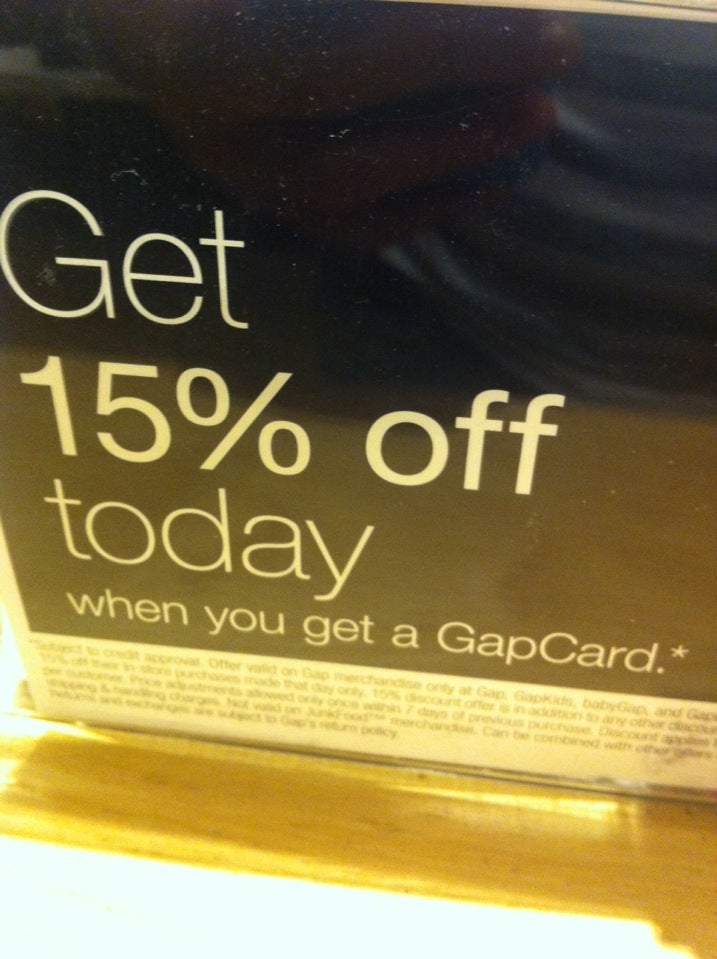 Get
15% off
today
when you get a GapCard.*
*Subject to credit approval. Offer valid on Gap merchandise only at Gap, GapKids, babyGap, and Gap
15% off their in-store purchases made that day only. 15% discount offer is in addition to any other discount
per customer. Price adjustments allowed only once within 7 days of previous purchase. Discount applies
shipping & handling charges. Not valid on JunkFood™ merchandise. Can be combined with other offers
Returns and exchanges are subject to Gap's return policy.